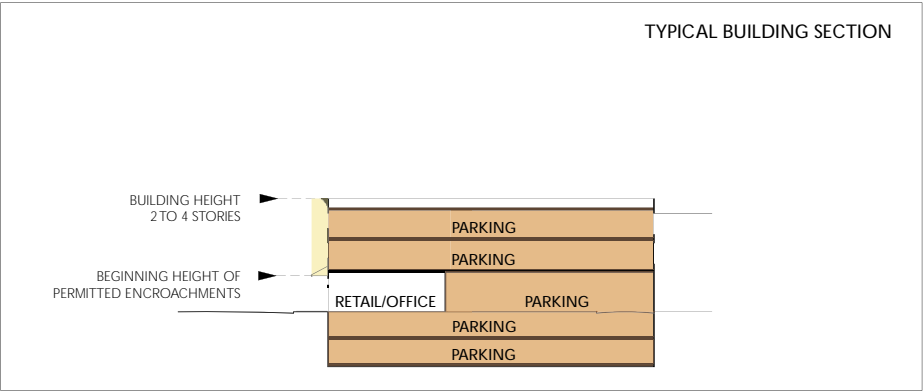 TYPICAL BUILDING SECTION
BUILDING HEIGHT
2 TO 4 STORIES
PARKING
PARKING
BEGINNING HEIGHT OF
PERMITTED ENCROACHMENTS
RETAIL/OFFICE
PARKING
PARKING
PARKING